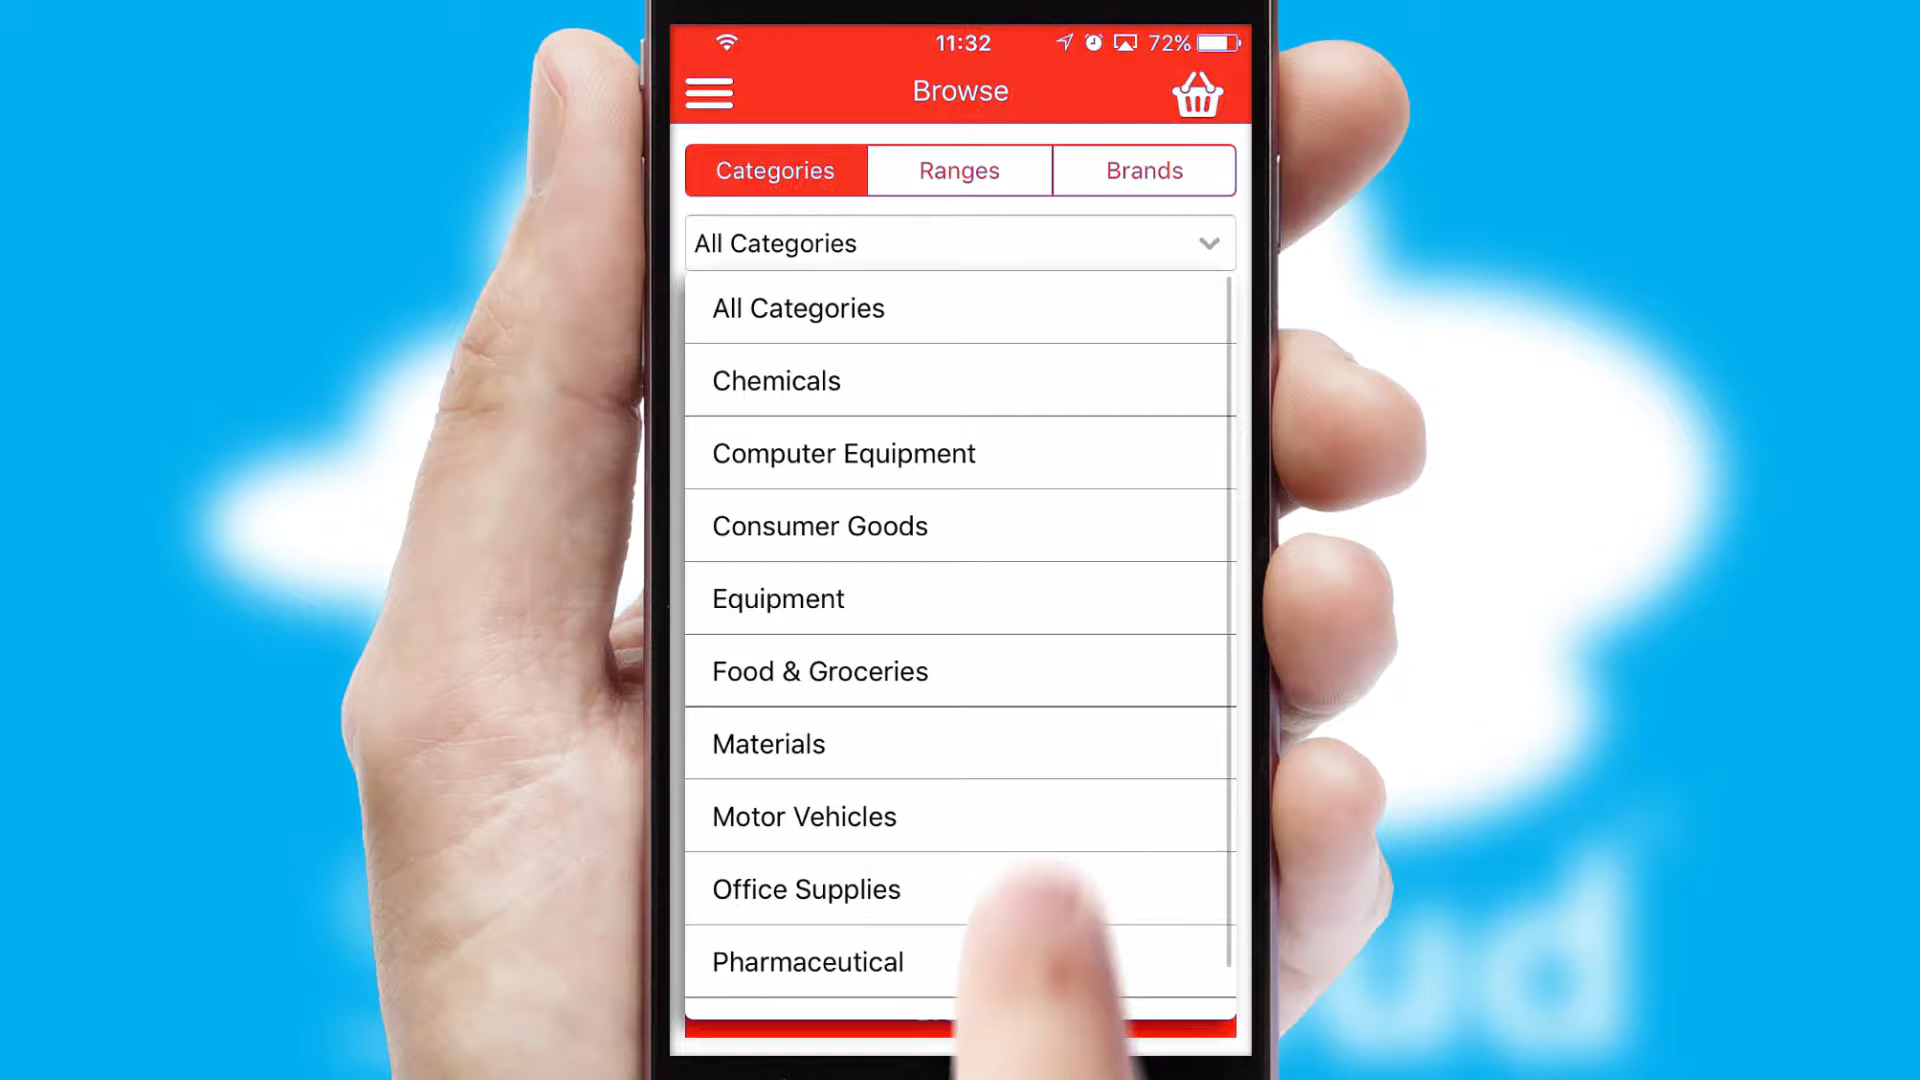 11:32
72%
Browse
Categories
Ranges
Brands
All Categories
All Categories
Chemicals
Computer Equipment
Consumer Goods
Equipment
Food & Groceries
Materials
Motor Vehicles
Office Supplies
Pharmaceutical
ud